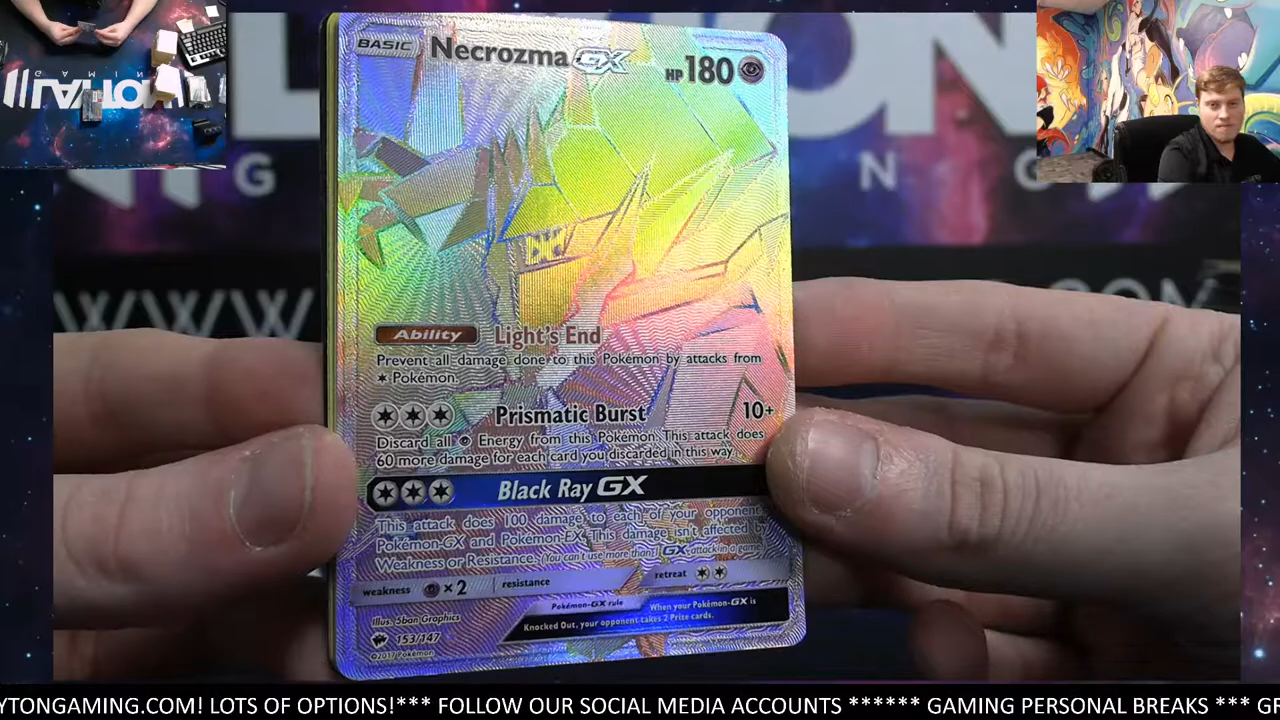 BASIC Necrozma GX HP 180
Ability Light's End
Prevent all damage done to this Pokémon by attacks from
Pokémon.
Prismatic Burst 10+
Discard all Energy from this Pokémon. This attack does
60 more damage for each card you discarded in this way.
Black Ray GX
This attack does 100 damage to each of your opponent
Pokémon-GX and Pokémon-EX. This damage isn't affected by
Weakness or Resistance. (You can't use more than 1 GX attack in a game
weakness ×2 resistance retreat
Pokémon-GX rule When your Pokémon-GX is
Knocked Out, your opponent takes 2 Prize cards.
Illus. 5ban Graphics
153/147
©2017 Pokémon
WWW
COM
YTONGAMING.COM! LOTS OF OPTIONS!*** FOLLOW OUR SOCIAL MEDIA ACCOUNTS ****** GAMING PERSONAL BREAKS *** GR